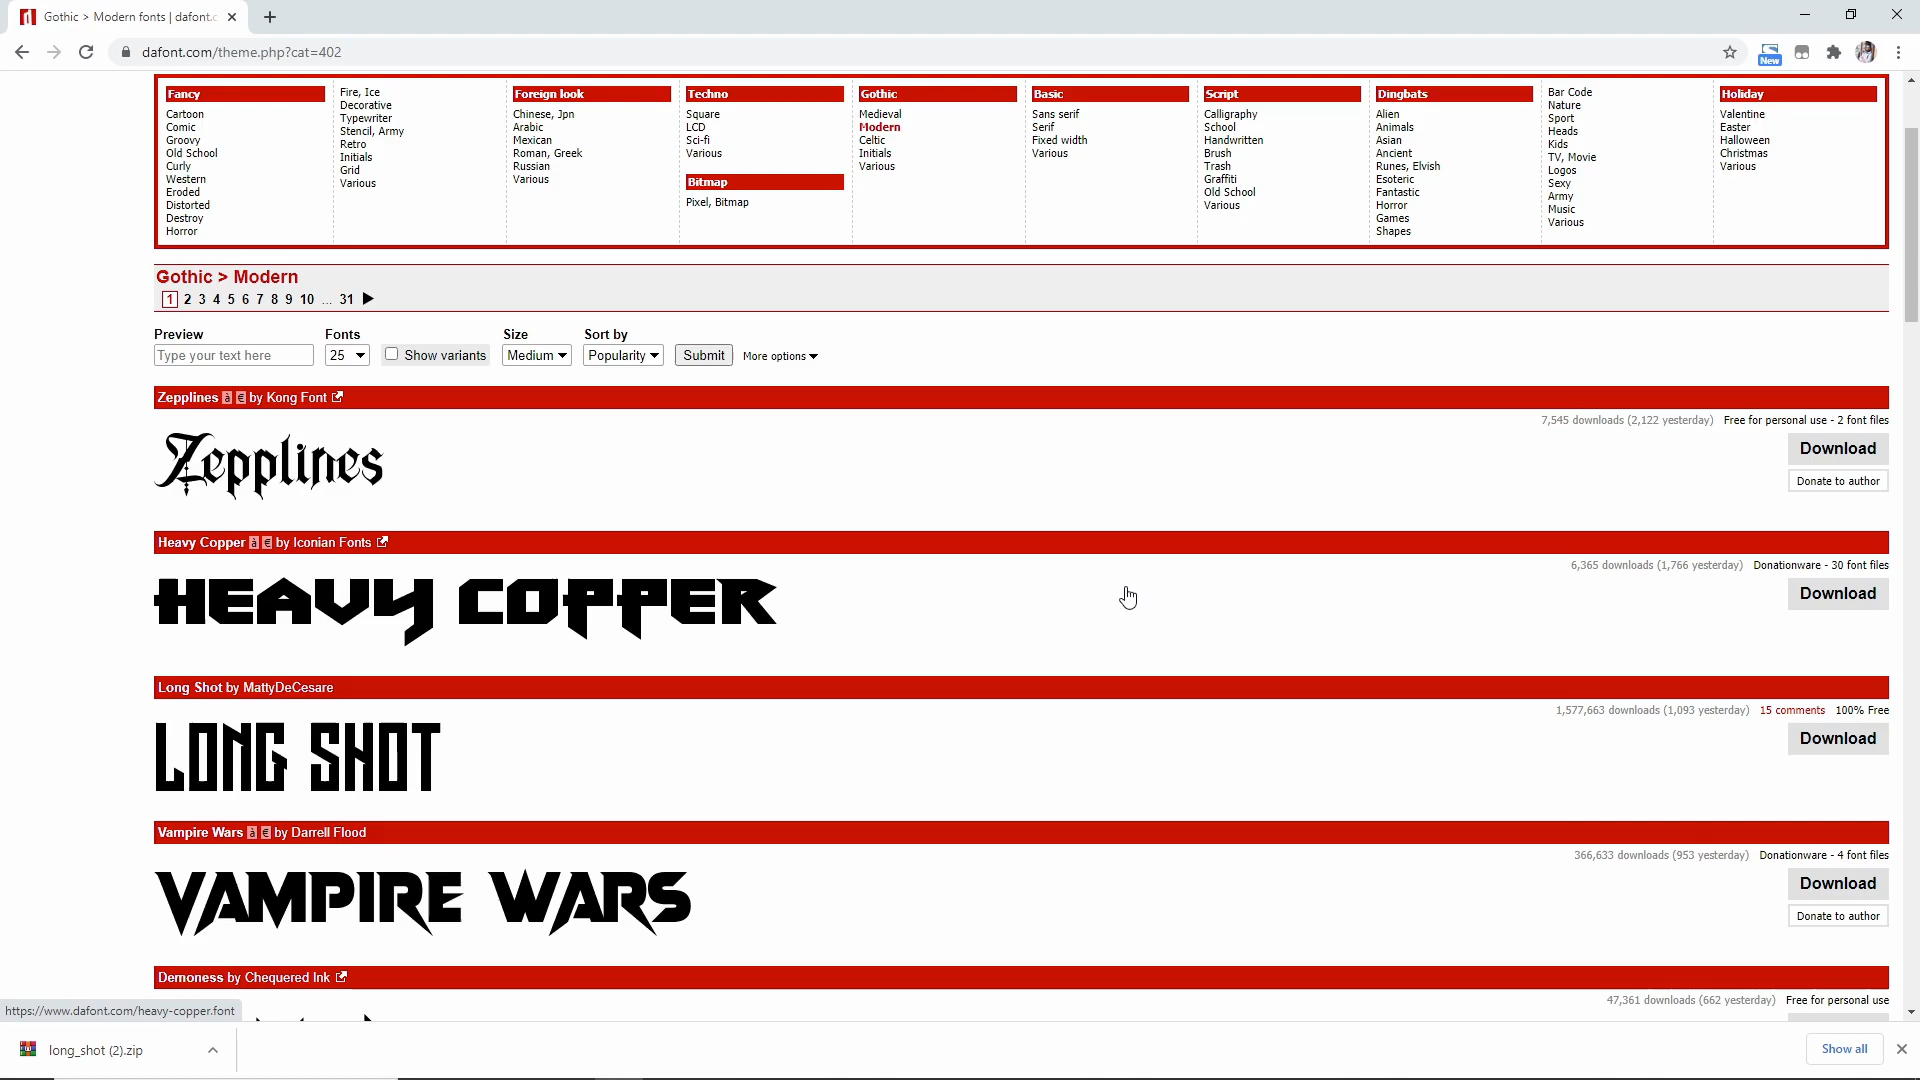 Gothic > Modern fonts | dafont.c
dafont.com/theme.php?cat=402
New
Fancy
Cartoon
Comic
Groovy
Old School
Curly
Western
Eroded
Distorted
Destroy
Horror
Fire, Ice
Decorative
Typewriter
Stencil, Army
Retro
Initials
Grid
Various
Foreign look
Chinese, Jpn
Arabic
Mexican
Roman, Greek
Russian
Various
Techno
Square
LCD
Sci-fi
Various
Bitmap
Pixel, Bitmap
Gothic
Medieval
Modern
Celtic
Initials
Various
Basic
Sans serif
Serif
Fixed width
Various
Script
Calligraphy
School
Handwritten
Brush
Trash
Graffiti
Old School
Various
Dingbats
Alien
Animals
Asian
Ancient
Runes, Elvish
Esoteric
Fantastic
Horror
Games
Shapes
Bar Code
Nature
Sport
Heads
Kids
TV, Movie
Logos
Sexy
Army
Music
Various
Holiday
Valentine
Easter
Halloween
Christmas
Various
Gothic > Modern
1 2 3 4 5 6 7 8 9 10 ... 31
Preview Fonts Size Sort by
Type your text here 25 Show variants Medium Popularity Submit More options
Zepplines à € by Kong Font
7,545 downloads (2,122 yesterday) Free for personal use - 2 font files
Zepplines
Download
Donate to author
Heavy Copper à € by Iconian Fonts
6,365 downloads (1,766 yesterday) Donationware - 30 font files
HEAVY COPPER
Download
Long Shot by MattyDeCesare
1,577,663 downloads (1,093 yesterday) 15 comments 100% Free
LONG SHOT
Download
Vampire Wars à € by Darrell Flood
366,633 downloads (953 yesterday) Donationware - 4 font files
VAMPIRE WARS
Download
Donate to author
Demoness by Chequered Ink
47,361 downloads (662 yesterday) Free for personal use
https://www.dafont.com/heavy-copper.font
long_shot (2).zip
Show all